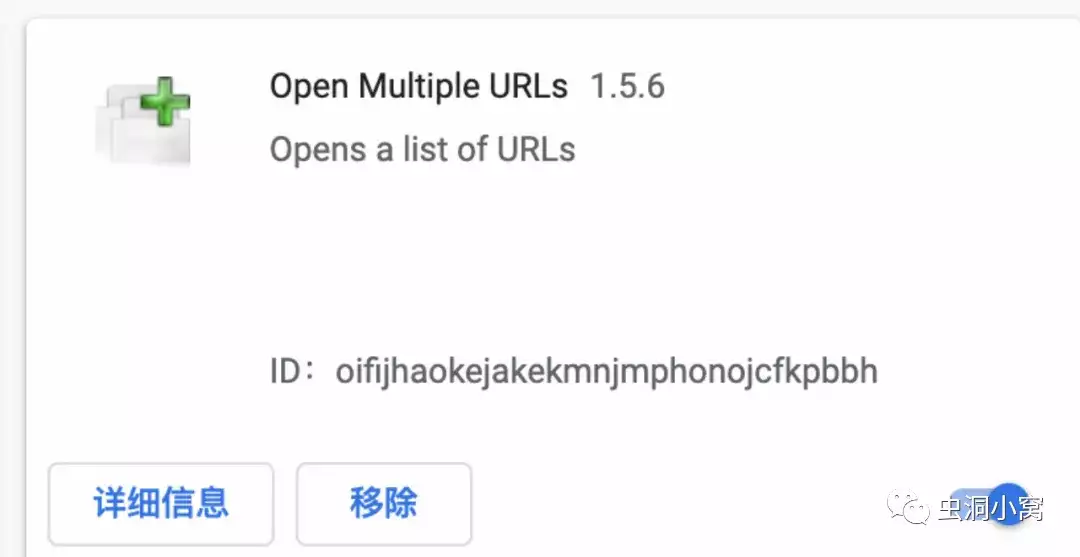 Open Multiple URLs 1.5.6
Opens a list of URLs
ID： oifijhaokejakekmnjmphonojcfkpbbh
详细信息 移除
虫洞小窝